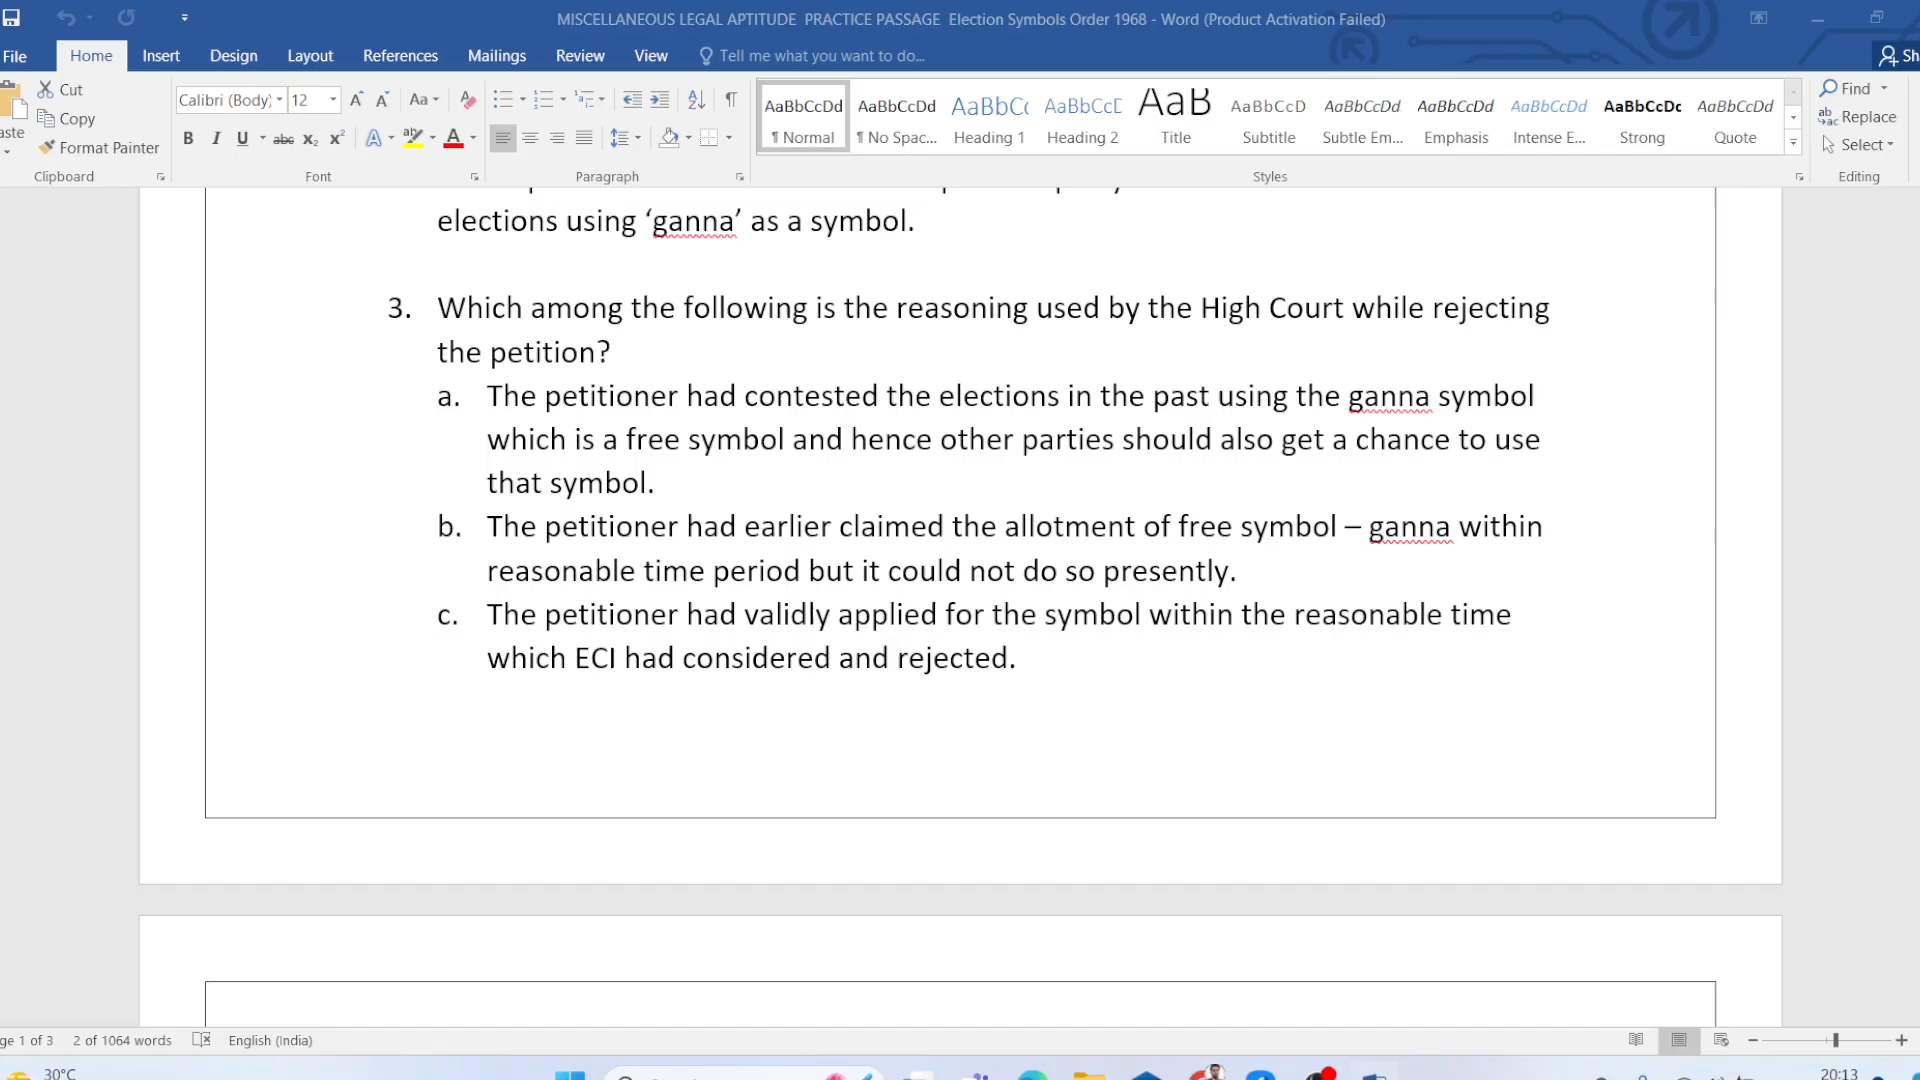 MISCELLANEOUS LEGAL APTITUDE PRACTICE PASSAGE Election Symbols Order 1968 - Word (Product Activation Failed)
File Home Insert Design Layout References Mailings Review View Tell me what you want to do...
Cut
Copy
Format Painter
Clipboard
Calibri (Body) 12 Aa
B I U abc X₂ X² A ab A
Font
Paragraph
AaBbCcDd AaBbCcDd AaBbC AaBbCcE AaB AaBbCcD AaBbCcDd AaBbCcDd AaBbCcDd AaBbCcDc AaBbCcDd
¶ Normal ¶ No Spac... Heading 1 Heading 2 Title Subtitle Subtle Em... Emphasis Intense E... Strong Quote
Styles
Find
Replace
Select
Editing
elections using ‘ganna’ as a symbol.
3. Which among the following is the reasoning used by the High Court while rejecting
the petition?
a. The petitioner had contested the elections in the past using the ganna symbol
which is a free symbol and hence other parties should also get a chance to use
that symbol.
b. The petitioner had earlier claimed the allotment of free symbol – ganna within
reasonable time period but it could not do so presently.
c. The petitioner had validly applied for the symbol within the reasonable time
which ECI had considered and rejected.
1 of 3 2 of 1064 words English (India)
30°C
20:13